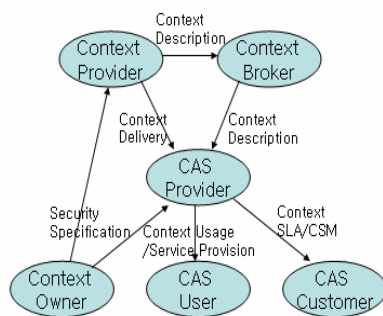 Context
Description
Context
Provider
Context
Broker
Context
Delivery
Context
Description
CAS
Provider
Security
Specification
Context Usage
/Service Provision
Context
SLA/CSM
Context
Owner
CAS
User
CAS
Customer